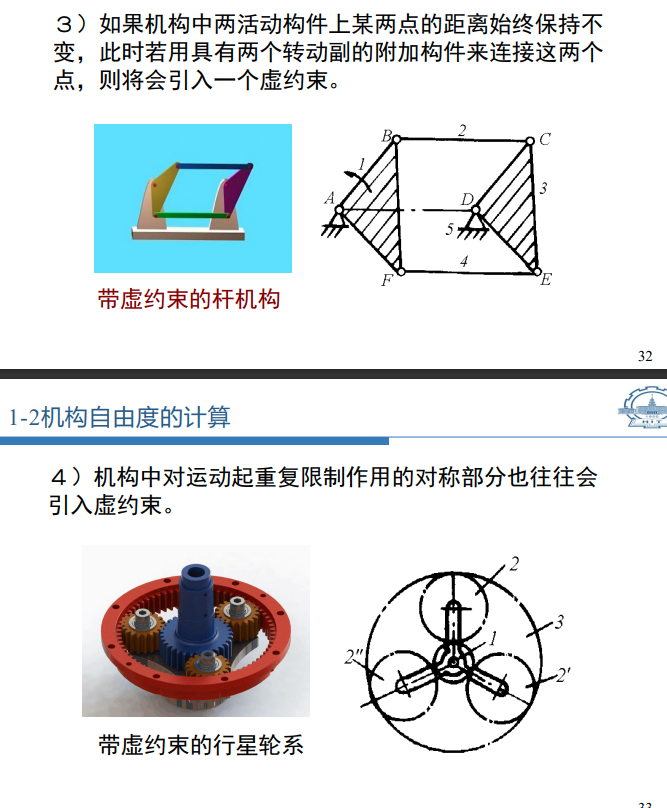 ３）如果机构中两活动构件上某两点的距离始终保持不
变，此时若用具有两个转动副的附加构件来连接这两个
点，则将会引入一个虚约束。
B 2 C
1
3
A D
5
4
F E
带虚约束的杆机构
32
1-2机构自由度的计算
HIT
４）机构中对运动起重复限制作用的对称部分也往往会
引入虚约束。
2
3
1
2" 2'
带虚约束的行星轮系